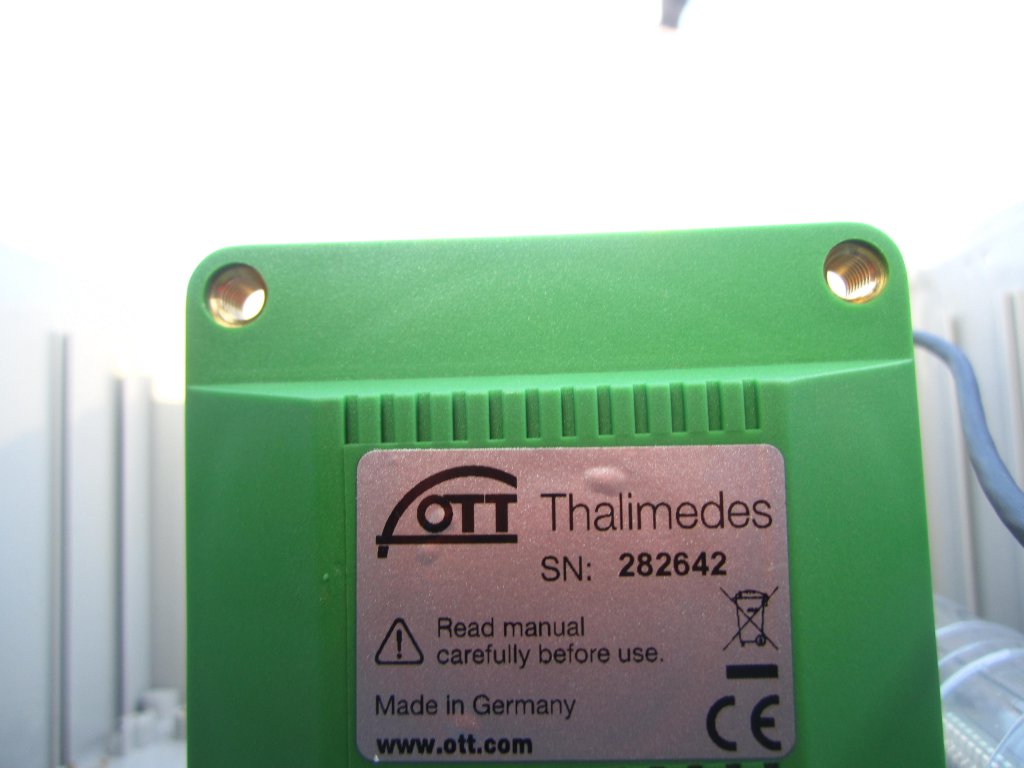 OTT
Thalimedes
SN: 282642
Read manual
carefully before use.
Made in Germany
CE
www.ott.com